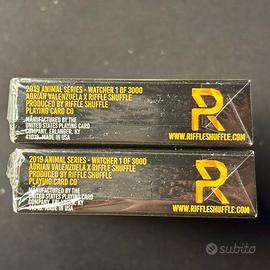 2019 ANIMAL SERIES - WATCHER 1 OF 3000
ADRIAN VALENZUELA X RIFFLE SHUFFLE
PRODUCED BY RIFFLE SHUFFLE
PLAYING CARD CO
MANUFACTURED BY THE
UNITED STATES PLAYING CARD
COMPANY, ERLANGER, KY
41018. MADE IN USA
R
WWW.RIFFLESHUFFLE.COM
2019 ANIMAL SERIES - WATCHER 1 OF 3000
ADRIAN VALENZUELA X RIFFLE SHUFFLE
PRODUCED BY RIFFLE SHUFFLE
PLAYING CARD CO
MANUFACTURED BY THE
UNITED STATES PLAYING CARD
COMPANY, ERLANGER, KY
41018. MADE IN USA
R
WWW.RIFFLESHUFFLE.COM
subito